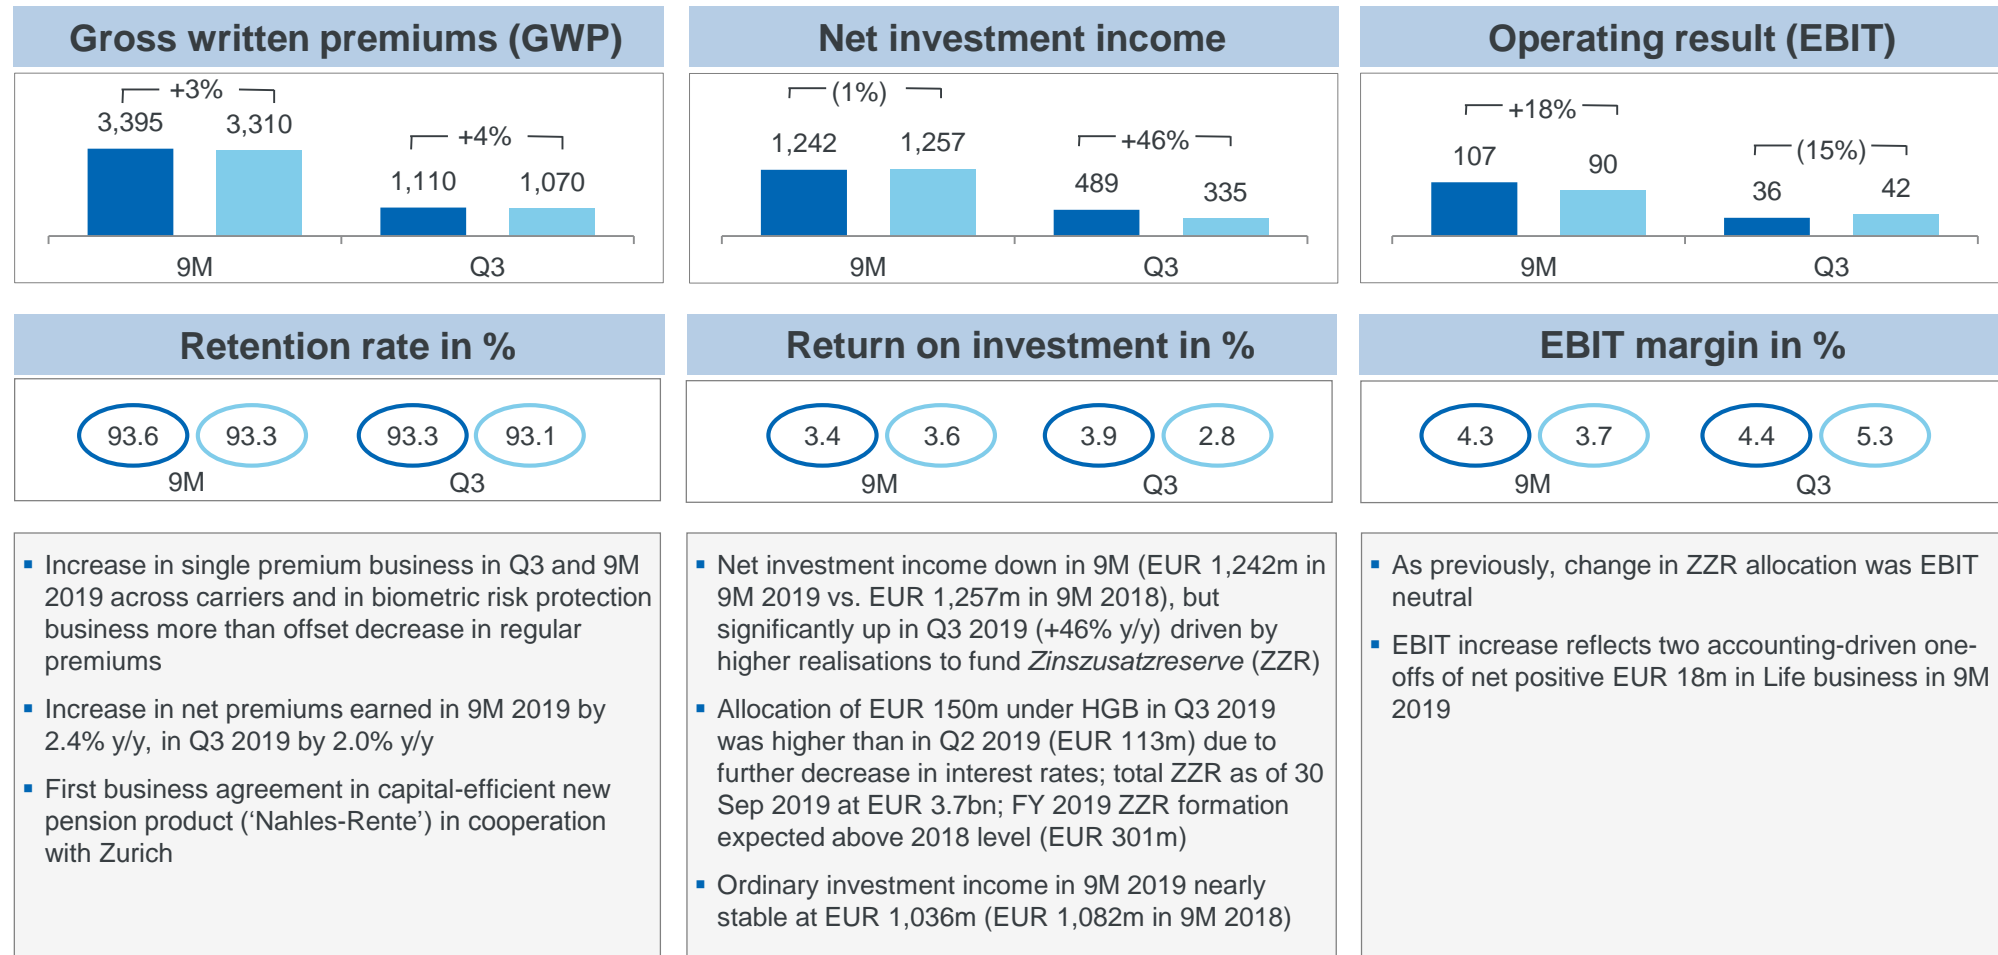 Gross written premiums (GWP)
+3%
3,395
3,310
+4%
1,110
1,070
9M
Q3
Net investment income
(1%)
1,242
1,257
+46%
489
335
9M
Q3
Operating result (EBIT)
+18%
107
90
(15%)
36
42
9M
Q3
Retention rate in %
93.6
93.3
93.3
93.1
9M
Q3
Return on investment in %
3.4
3.6
3.9
2.8
9M
Q3
EBIT margin in %
4.3
3.7
4.4
5.3
9M
Q3
▪ Increase in single premium business in Q3 and 9M
2019 across carriers and in biometric risk protection
business more than offset decrease in regular
premiums
▪ Increase in net premiums earned in 9M 2019 by
2.4% y/y, in Q3 2019 by 2.0% y/y
▪ First business agreement in capital-efficient new
pension product (‘Nahles-Rente’) in cooperation
with Zurich
▪ Net investment income down in 9M (EUR 1,242m in
9M 2019 vs. EUR 1,257m in 9M 2018), but
significantly up in Q3 2019 (+46% y/y) driven by
higher realisations to fund Zinszusatzreserve (ZZR)
▪ Allocation of EUR 150m under HGB in Q3 2019
was higher than in Q2 2019 (EUR 113m) due to
further decrease in interest rates; total ZZR as of 30
Sep 2019 at EUR 3.7bn; FY 2019 ZZR formation
expected above 2018 level (EUR 301m)
▪ Ordinary investment income in 9M 2019 nearly
stable at EUR 1,036m (EUR 1,082m in 9M 2018)
▪ As previously, change in ZZR allocation was EBIT
neutral
▪ EBIT increase reflects two accounting-driven one-
offs of net positive EUR 18m in Life business in 9M
2019